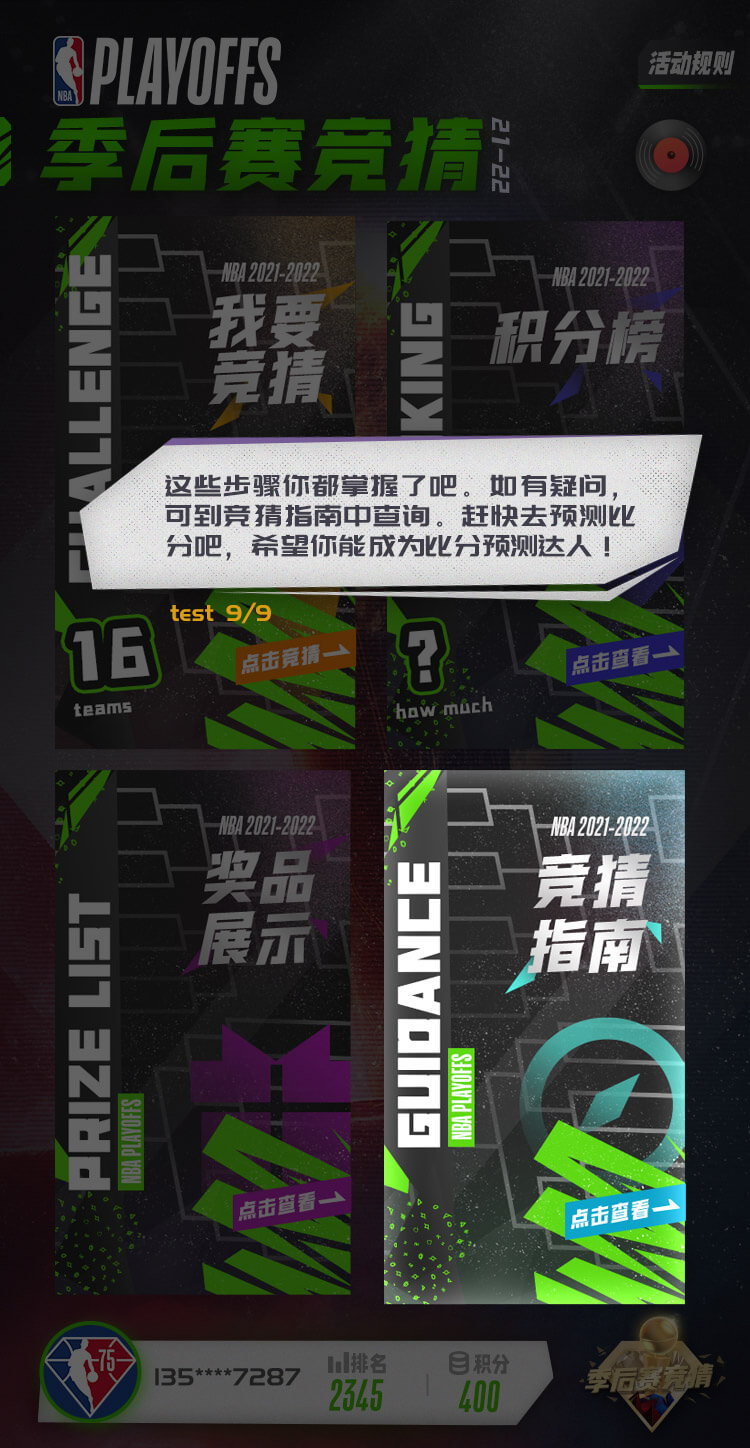 NBA
PLAYOFFS
活动规则
季后赛竞猜
21-22
CHALLENGE
NBA 2021-2022
我要
竞猜
KING
NBA 2021-2022
积分榜
这些步骤你都掌握了吧。如有疑问，
可到竞猜指南中查询。赶快去预测比
分吧，希望你能成为比分预测达人！
test 9/9
16
teams
点击竞猜
?
how much
点击查看
PRIZE LIST
NBA PLAYOFFS
NBA 2021-2022
奖品
展示
点击查看
GUIDANCE
NBA PLAYOFFS
NBA 2021-2022
竞猜
指南
点击查看
75
135****7287
排名
2345
积分
400
季后赛竞猜